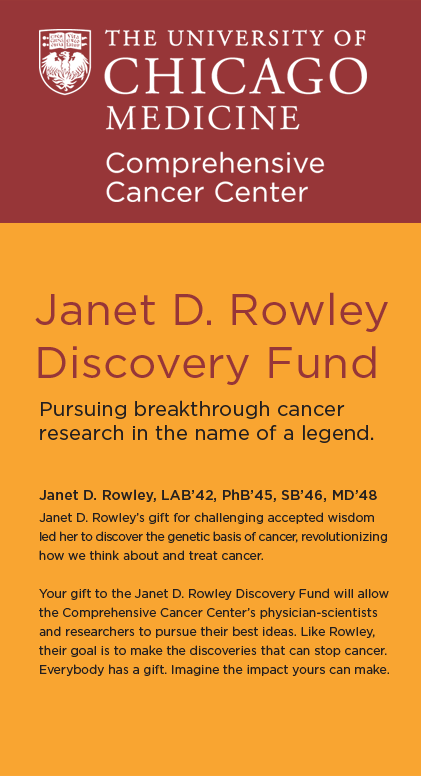 THE UNIVERSITY OF
CHICAGO
MEDICINE
Comprehensive
Cancer Center
Janet D. Rowley
Discovery Fund
Pursuing breakthrough cancer
research in the name of a legend.
Janet D. Rowley, LAB’42, PhB’45, SB’46, MD’48
Janet D. Rowley’s gift for challenging accepted wisdom
led her to discover the genetic basis of cancer, revolutionizing
how we think about and treat cancer.
Your gift to the Janet D. Rowley Discovery Fund will allow
the Comprehensive Cancer Center’s physician-scientists
and researchers to pursue their best ideas. Like Rowley,
their goal is to make the discoveries that can stop cancer.
Everybody has a gift. Imagine the impact yours can make.